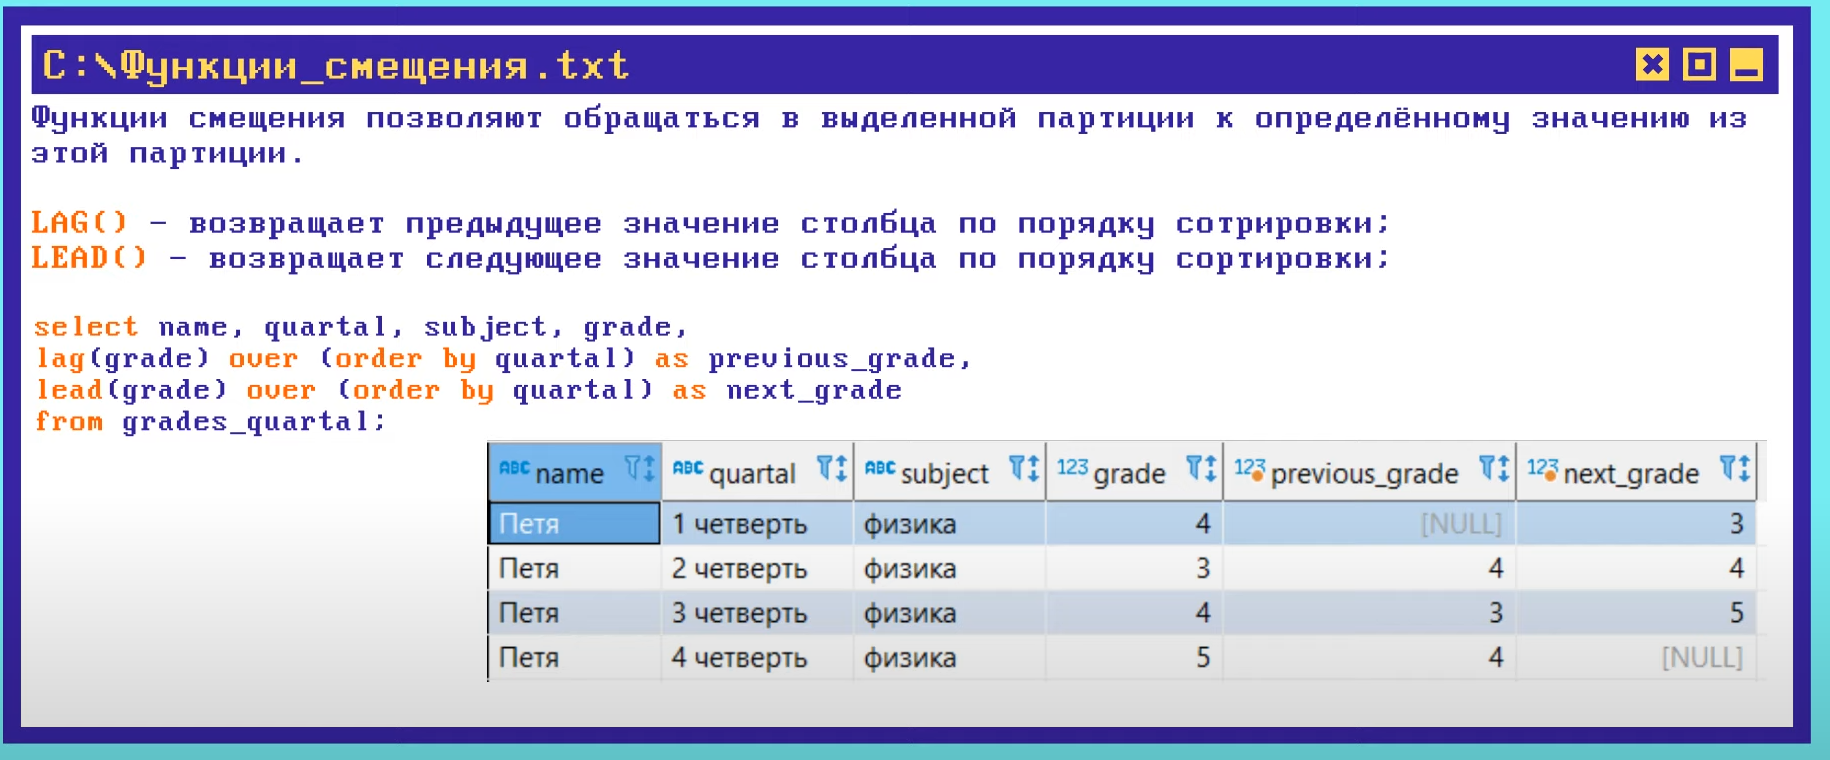 C:\Функции_смещения.txt
Функции смещения позволяют обращаться в выделенной партиции к определённому значению из
этой партиции.
LAG() - возвращает предыдущее значение столбца по порядку сотрировки;
LEAD() - возвращает следующее значение столбца по порядку сортировки;
select name, quartal, subject, grade,
lag(grade) over (order by quartal) as previous_grade,
lead(grade) over (order by quartal) as next_grade
from grades_quartal;
ABC name ABC quartal ABC subject 123 grade 123 previous_grade 123 next_grade
Петя 1 четверть физика 4 [NULL] 3
Петя 2 четверть физика 3 4 4
Петя 3 четверть физика 4 3 5
Петя 4 четверть физика 5 4 [NULL]